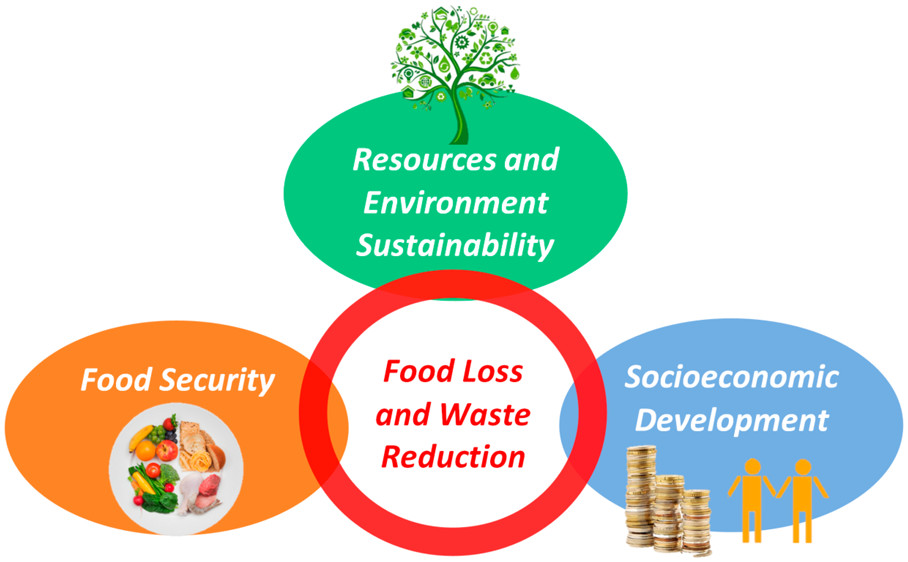 Resources and
Environment
Sustainability
Food Security
Food Loss
and Waste
Reduction
Socioeconomic
Development